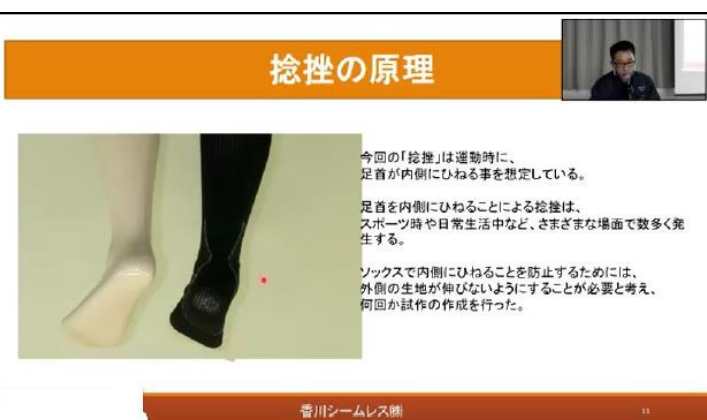 捻挫の原理
今回の「捻挫」は運動時に、
足首が内側にひねる事を想定している。
足首を内側にひねることによる捻挫は、
スポーツ時や日常生活中など、さまざまな場面で数多く発
生する。
ソックスで内側にひねることを防止するためには、
外側の生地が伸びないようにすることが必要と考え、
何回か試作の作成を行った。
香川シームレス㈱
11